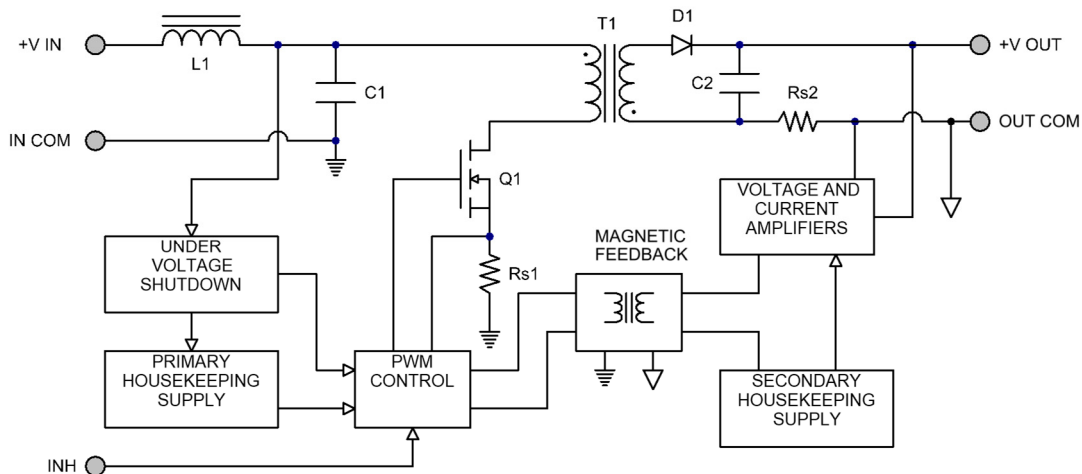 T1
D1
+V IN
+V OUT
L1
C1
C2
Rs2
IN COM
OUT COM
Q1
VOLTAGE AND
CURRENT
AMPLIFIERS
UNDER
VOLTAGE
SHUTDOWN
MAGNETIC
FEEDBACK
Rs1
PRIMARY
HOUSEKEEPING
SUPPLY
PWM
CONTROL
SECONDARY
HOUSEKEEPING
SUPPLY
INH